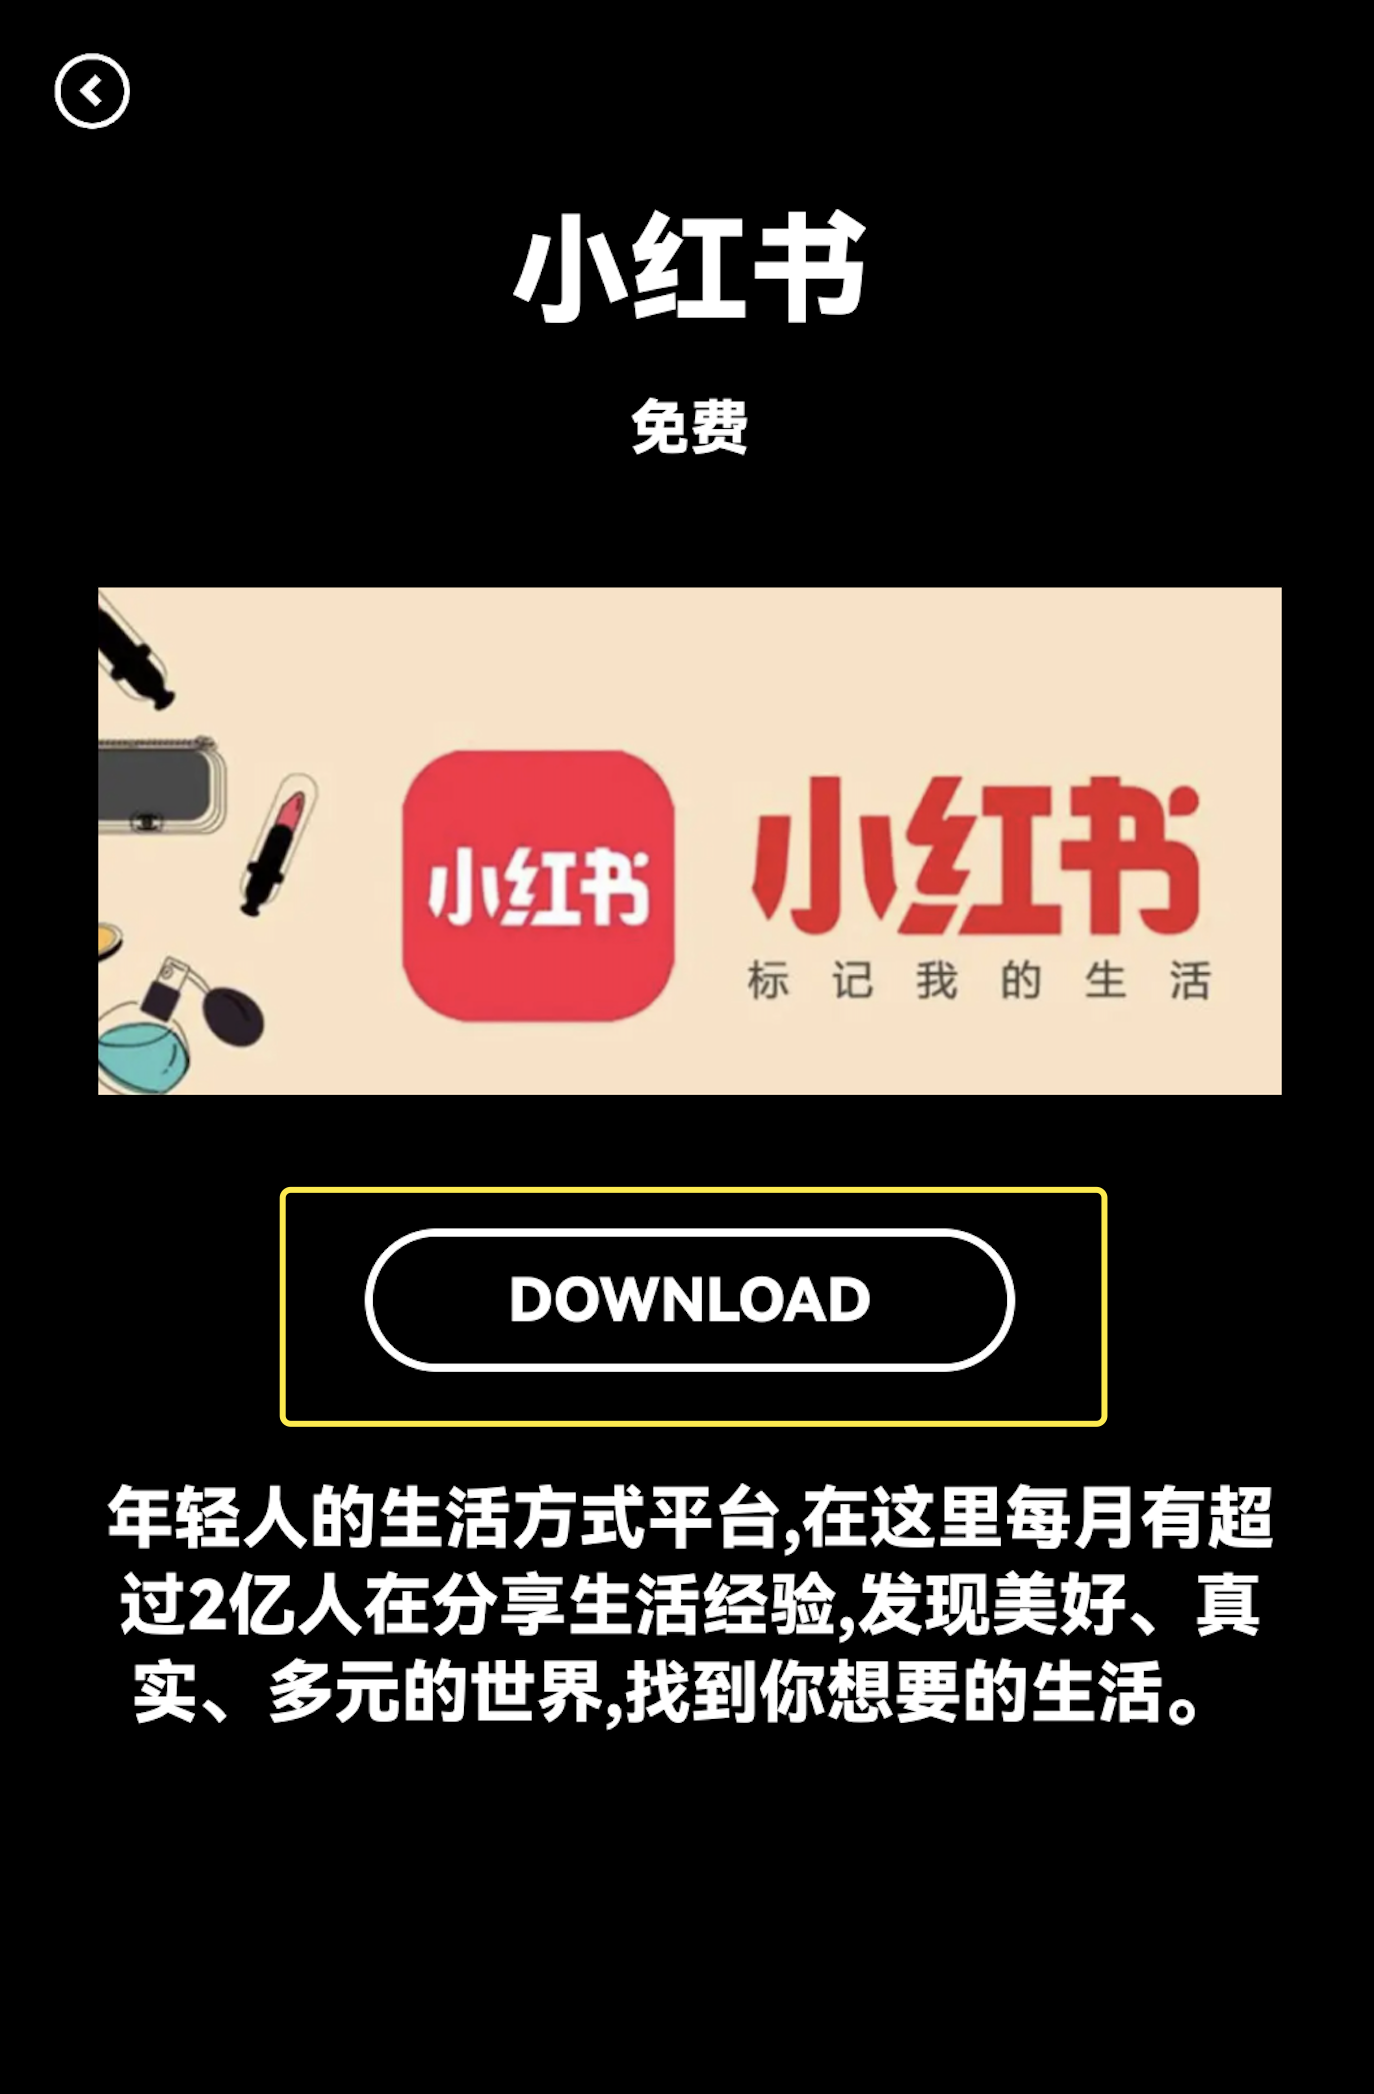 小红书
免费
小红书
小红书
标记我的生活
DOWNLOAD
年轻人的生活方式平台,在这里每月有超
过2亿人在分享生活经验,发现美好、真
实、多元的世界,找到你想要的生活。